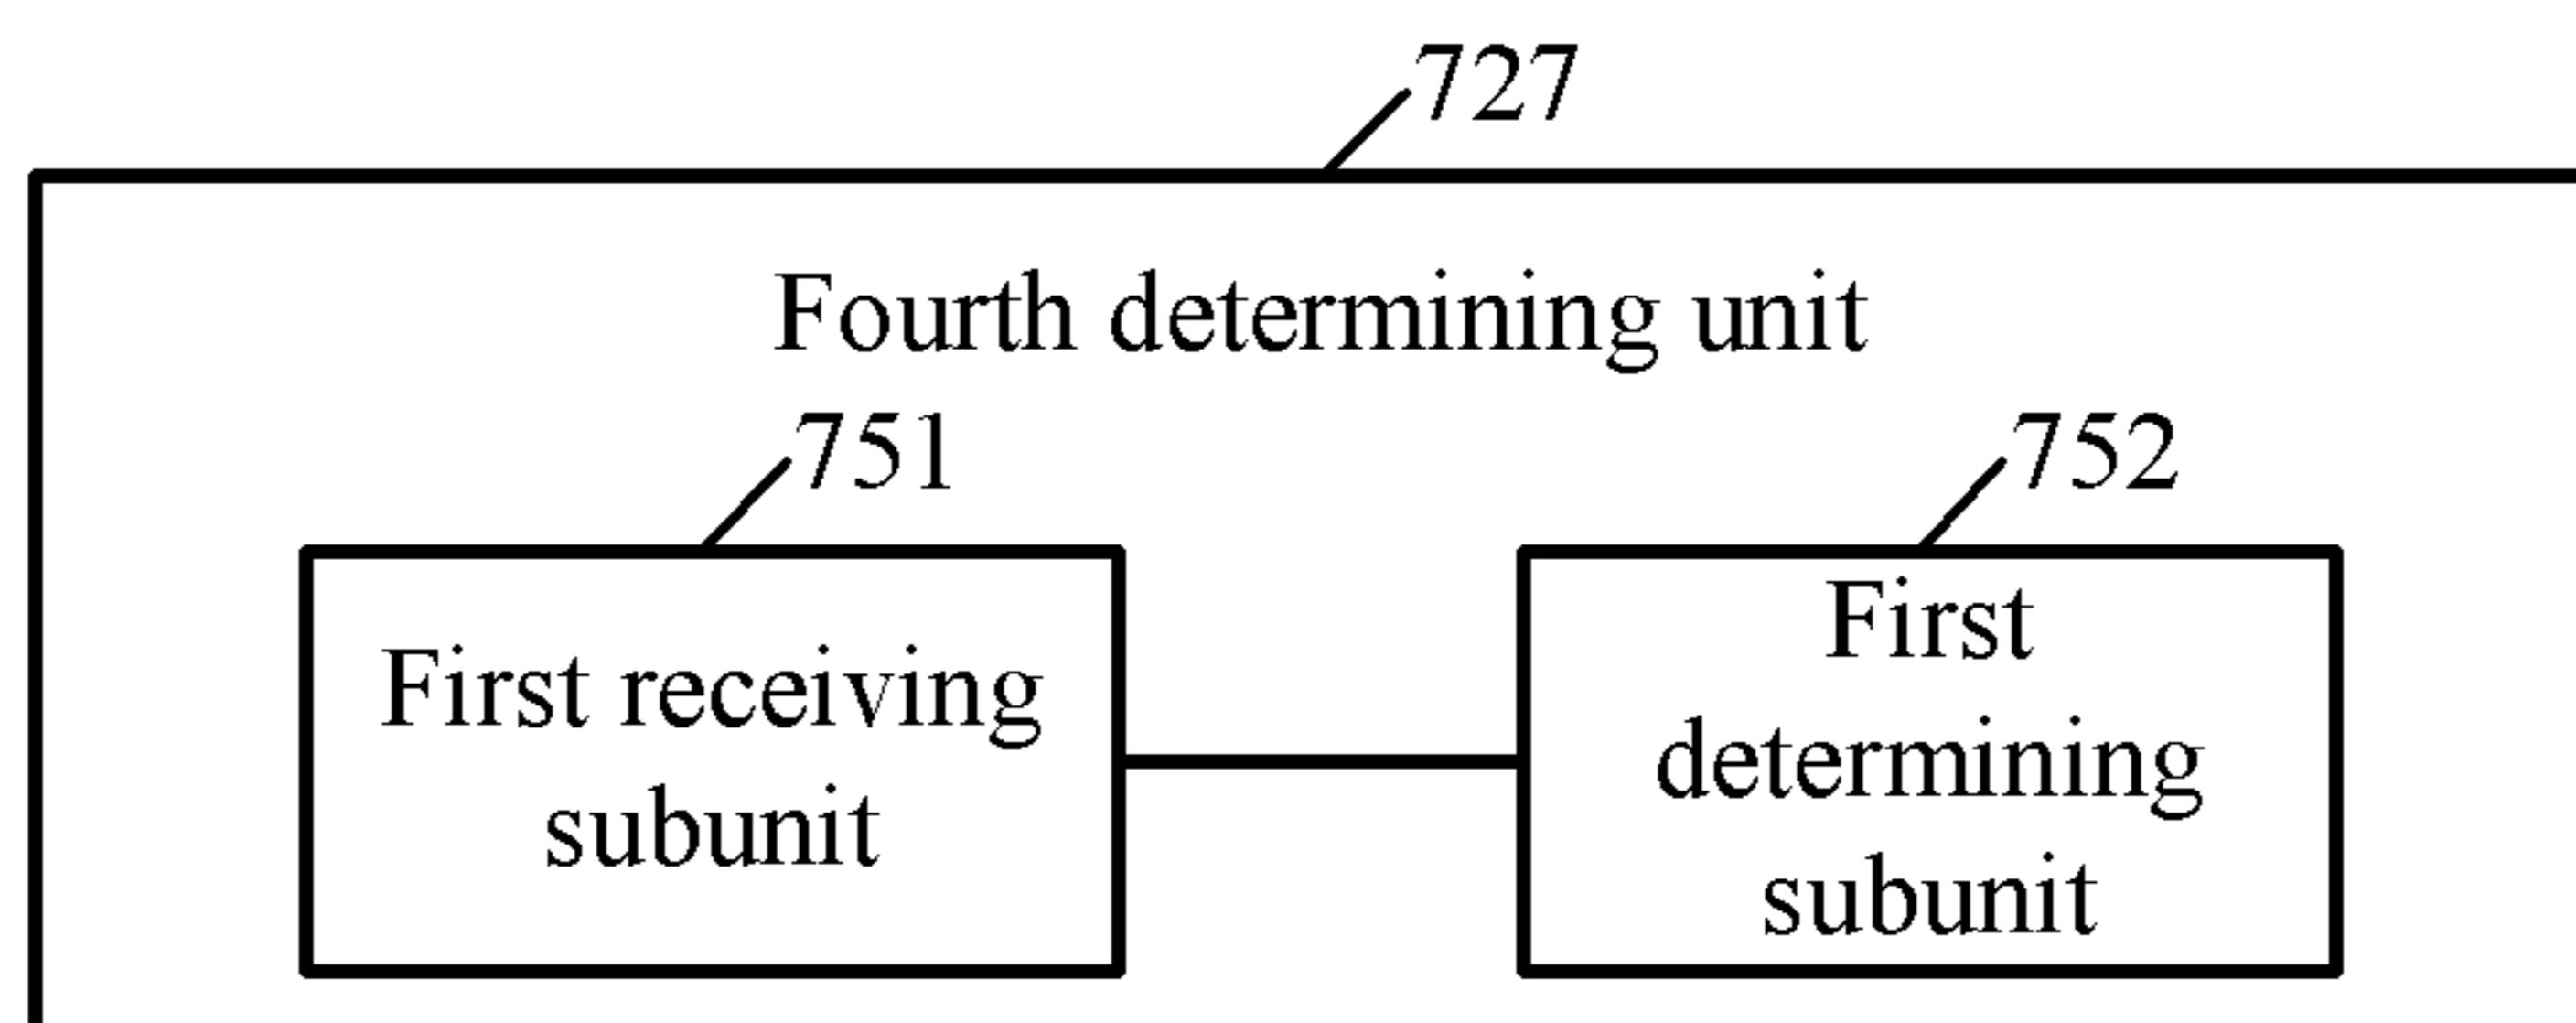 727
Fourth determining unit
751
752
First receiving
subunit
First
determining
subunit